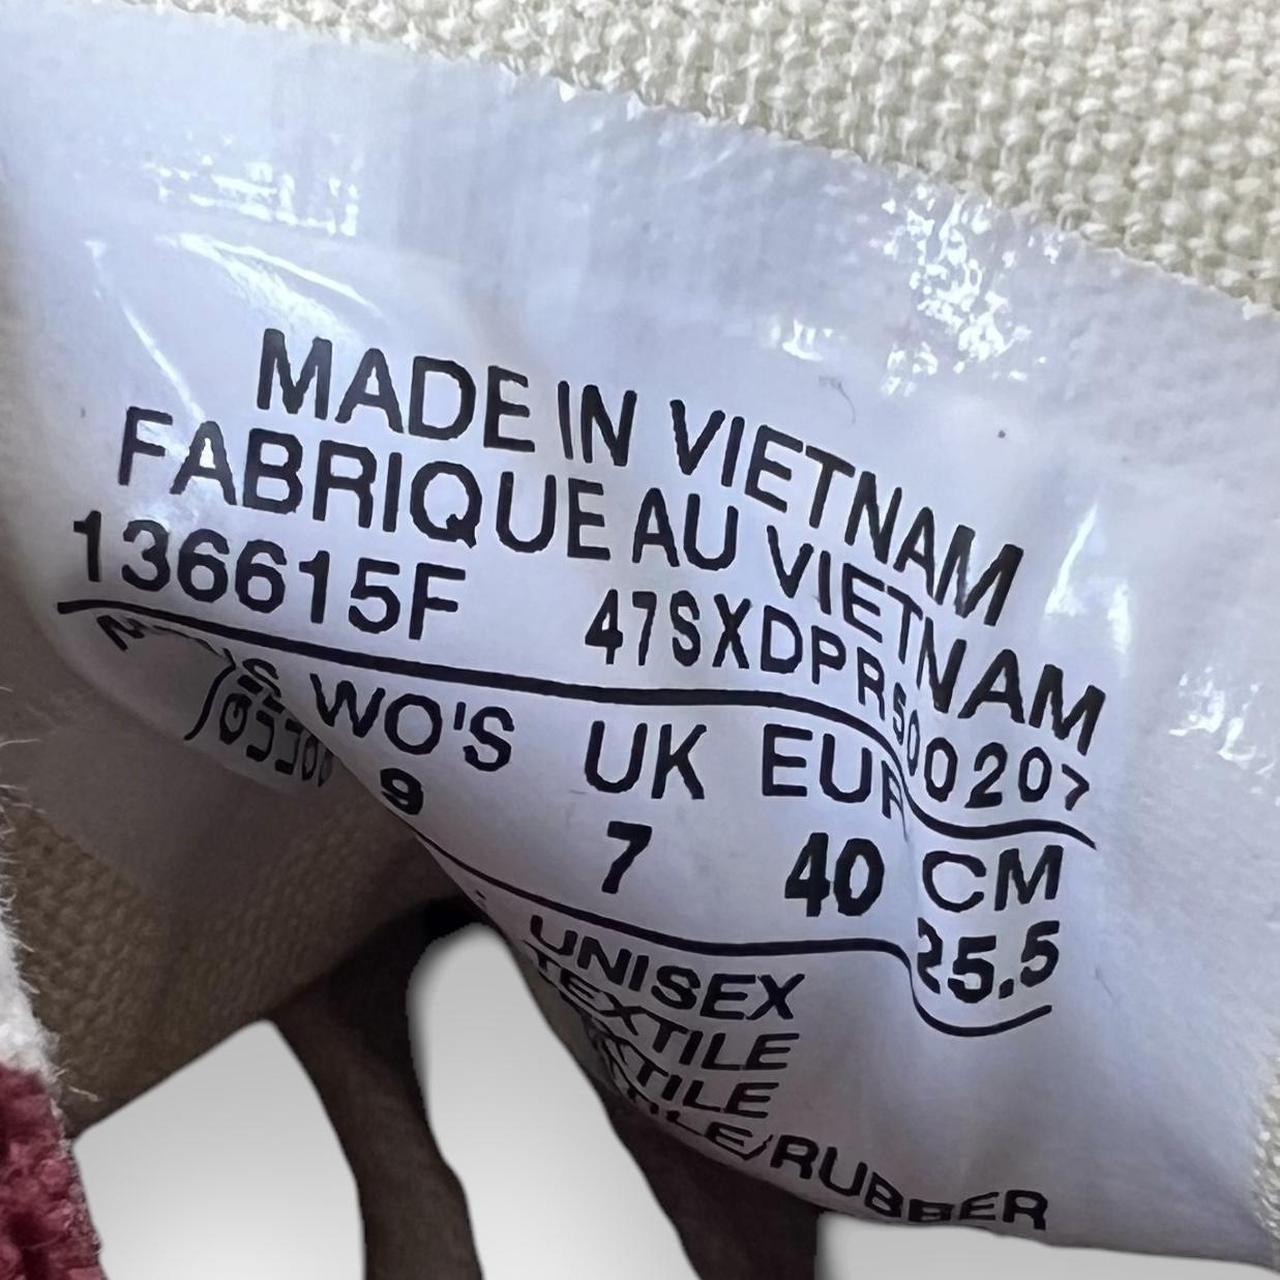 MADE IN VIETNAM
FABRIQUE AU VIETNAM
136615F 47SXDPR500207
WO'S UK EUR CM
9 7 40 25.5
UNISEX
TEXTILE
RUBBER